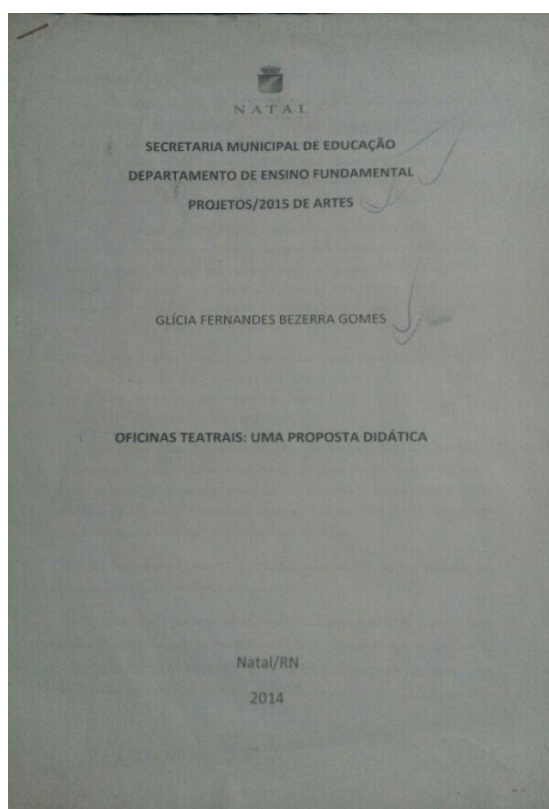 NATAL
SECRETARIA MUNICIPAL DE EDUCAÇÃO
DEPARTAMENTO DE ENSINO FUNDAMENTAL
PROJETOS/2015 DE ARTES
GLÍCIA FERNANDES BEZERRA GOMES
OFICINAS TEATRAIS: UMA PROPOSTA DIDÁTICA
Natal/RN
2014